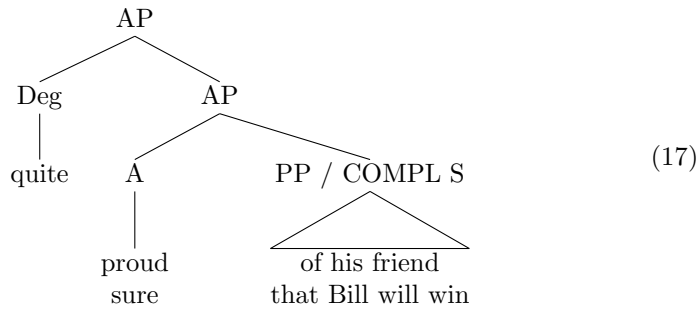 AP
Deg AP
quite A PP / COMPL S (17)
proud of his friend
sure that Bill will win